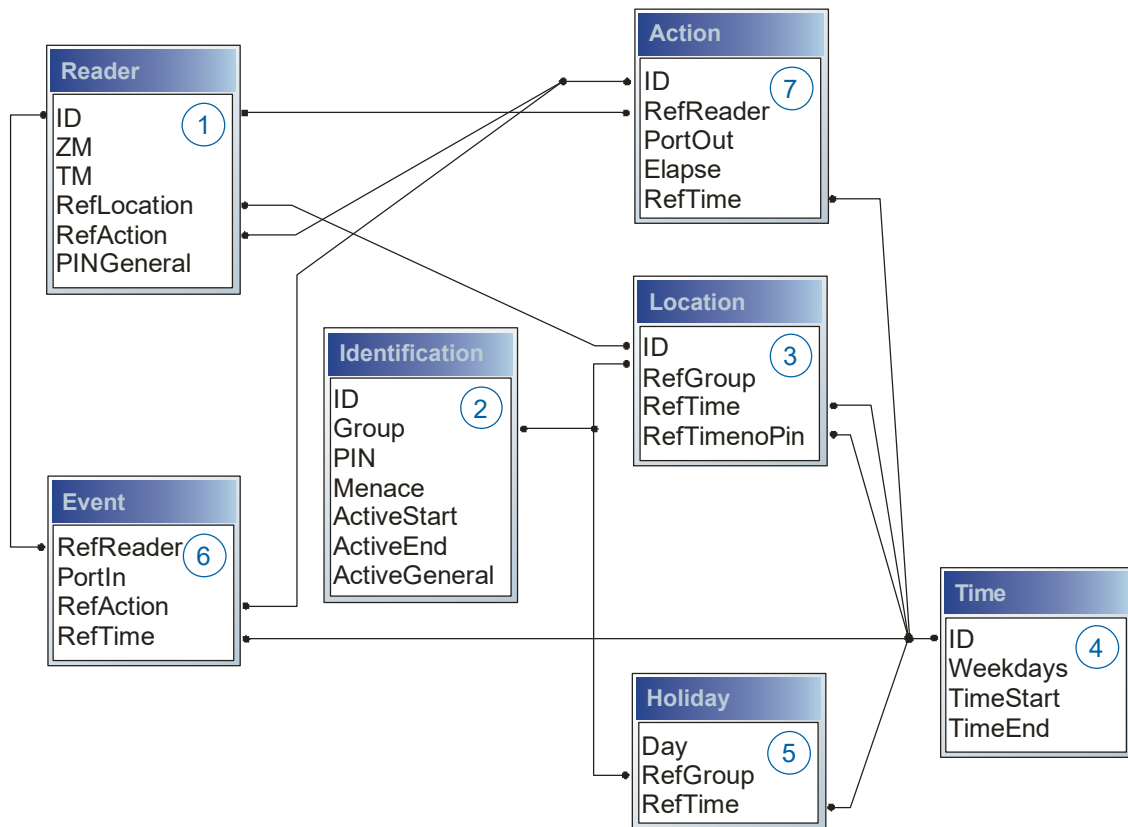 Reader
1
ID
ZM
TM
RefLocation
RefAction
PINGeneral
Identification
2
ID
Group
PIN
Menace
ActiveStart
ActiveEnd
ActiveGeneral
Location
3
ID
RefGroup
RefTime
RefTimenoPin
Time
4
ID
Weekdays
TimeStart
TimeEnd
Holiday
5
Day
RefGroup
RefTime
Event
6
RefReader
PortIn
RefAction
RefTime
Action
7
ID
RefReader
PortOut
Elapse
RefTime